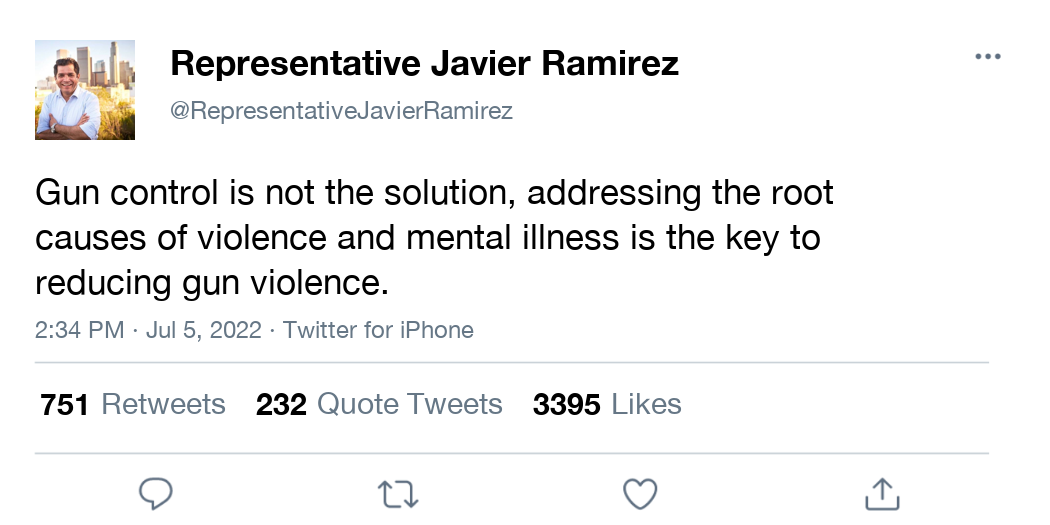 Representative Javier Ramirez
@RepresentativeJavierRamirez
Gun control is not the solution, addressing the root
causes of violence and mental illness is the key to
reducing gun violence.
2:34 PM · Jul 5, 2022 · Twitter for iPhone
751 Retweets 232 Quote Tweets 3395 Likes